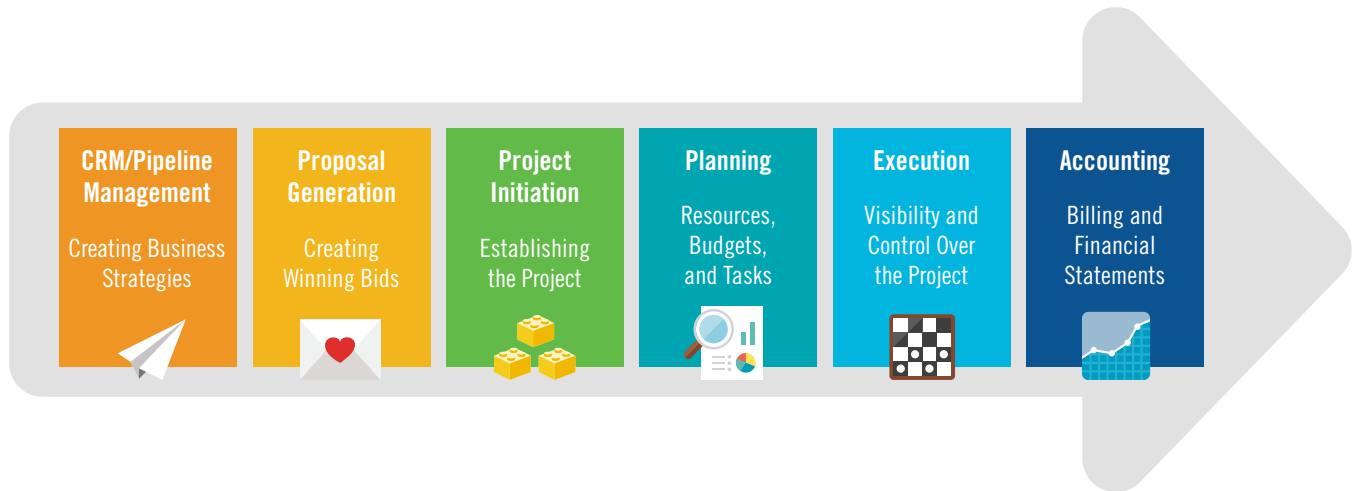 CRM/Pipeline
Management
Creating Business
Strategies
Proposal
Generation
Creating
Winning Bids
Project
Initiation
Establishing
the Project
Planning
Resources,
Budgets,
and Tasks
Execution
Visibility and
Control Over
the Project
Accounting
Billing and
Financial
Statements